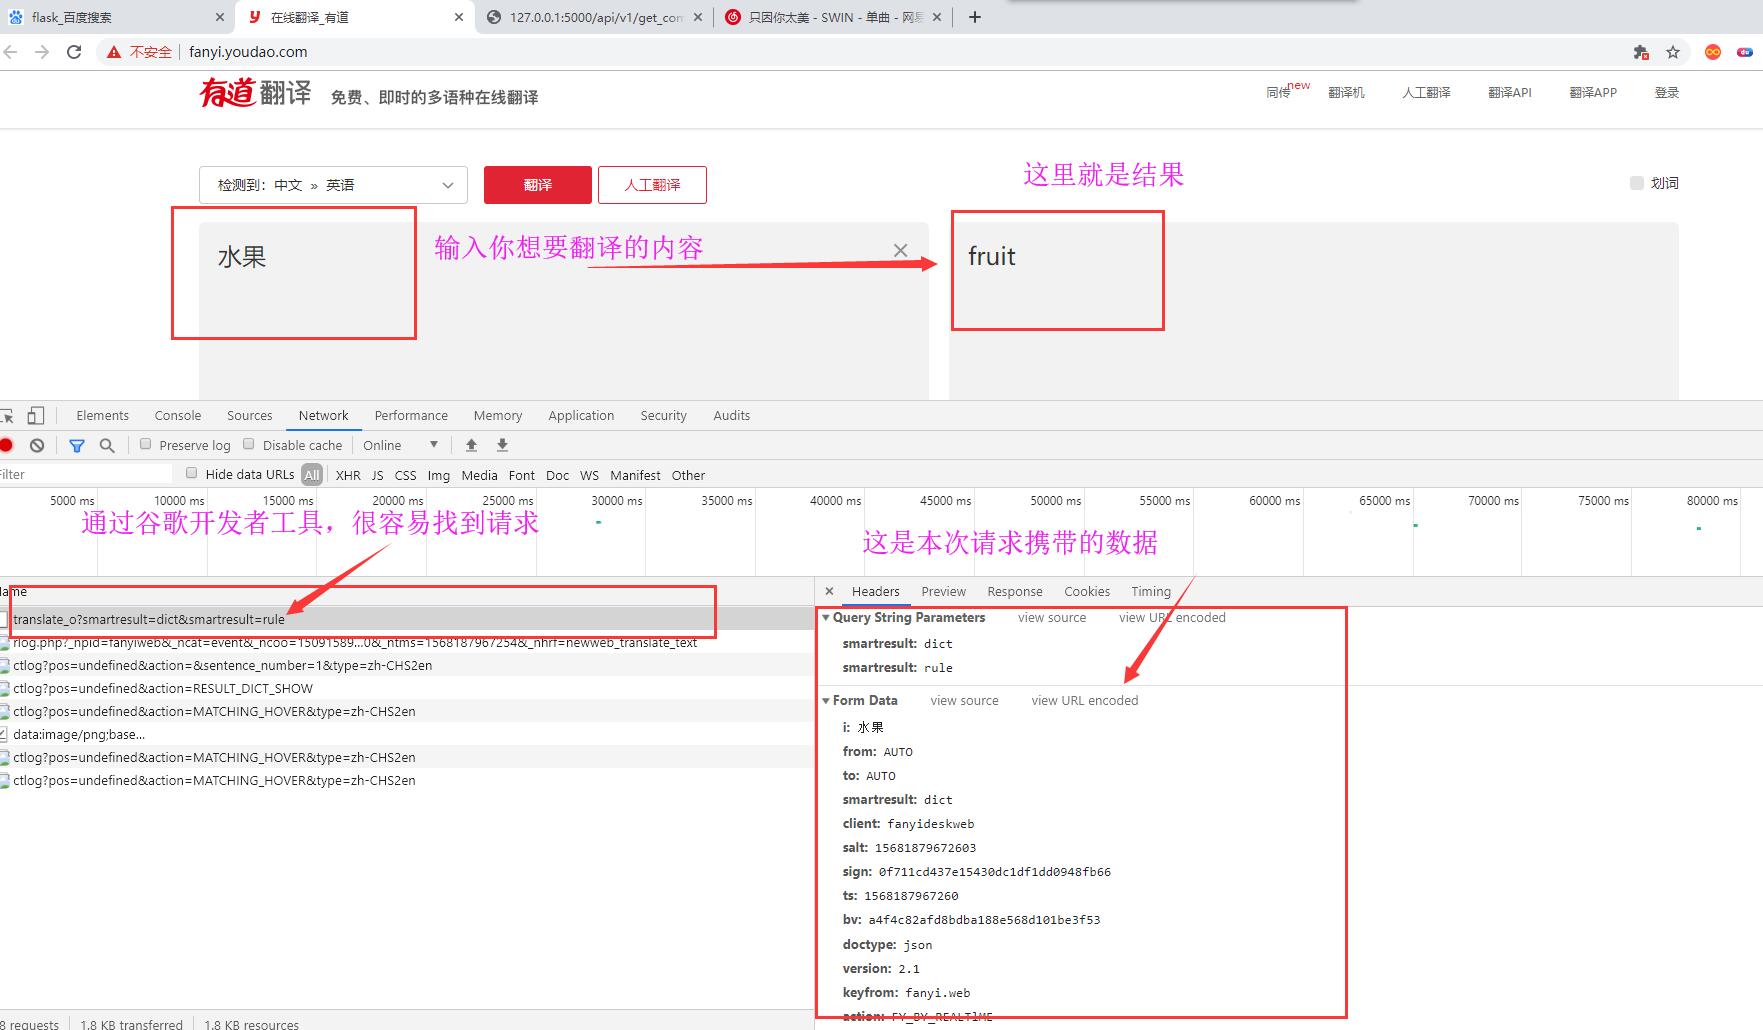 flask_百度搜索
在线翻译_有道
127.0.0.1:5000/api/v1/get_con
只因你太美 - SWIN - 单曲 - 网易
不安全 fanyi.youdao.com
有道翻译 免费、即时的多语种在线翻译
同传 new 翻译机 人工翻译 翻译API 翻译APP 登录
这里就是结果
检测到：中文 » 英语 翻译 人工翻译 划词
水果 输入你想要翻译的内容 fruit
Elements Console Sources Network Performance Memory Application Security Audits
Preserve log Disable cache Online
Filter Hide data URLs All XHR JS CSS Img Media Font Doc WS Manifest Other
5000 ms 10000 ms 15000 ms 20000 ms 25000 ms 30000 ms 35000 ms 40000 ms 45000 ms 50000 ms 55000 ms 60000 ms 65000 ms 70000 ms 75000 ms 80000 ms
通过谷歌开发者工具，很容易找到请求
这是本次请求携带的数据
Name
translate_o?smartresult=dict&smartresult=rule
rlog.php?_npid=fanyiweb&_ncat=event&_ncoo=15091589...0&_ntms=1568187967254&_nhrf=newweb_translate_text
ctlog?pos=undefined&action=&sentence_number=1&type=zh-CHS2en
ctlog?pos=undefined&action=RESULT_DICT_SHOW
ctlog?pos=undefined&action=MATCHING_HOVER&type=zh-CHS2en
data:image/png;base...
ctlog?pos=undefined&action=MATCHING_HOVER&type=zh-CHS2en
ctlog?pos=undefined&action=MATCHING_HOVER&type=zh-CHS2en
8 requests 1.8 KB transferred 1.8 KB resources
Headers Preview Response Cookies Timing
Query String Parameters view source view URL encoded
smartresult: dict
smartresult: rule
Form Data view source view URL encoded
i: 水果
from: AUTO
to: AUTO
smartresult: dict
client: fanyideskweb
salt: 15681879672603
sign: 0f711cd437e15430dc1df1dd0948fb66
ts: 1568187967260
bv: a4f4c82afd8bdba188e568d101be3f53
doctype: json
version: 2.1
keyfrom: fanyi.web
action: FY_BY_REALTlME